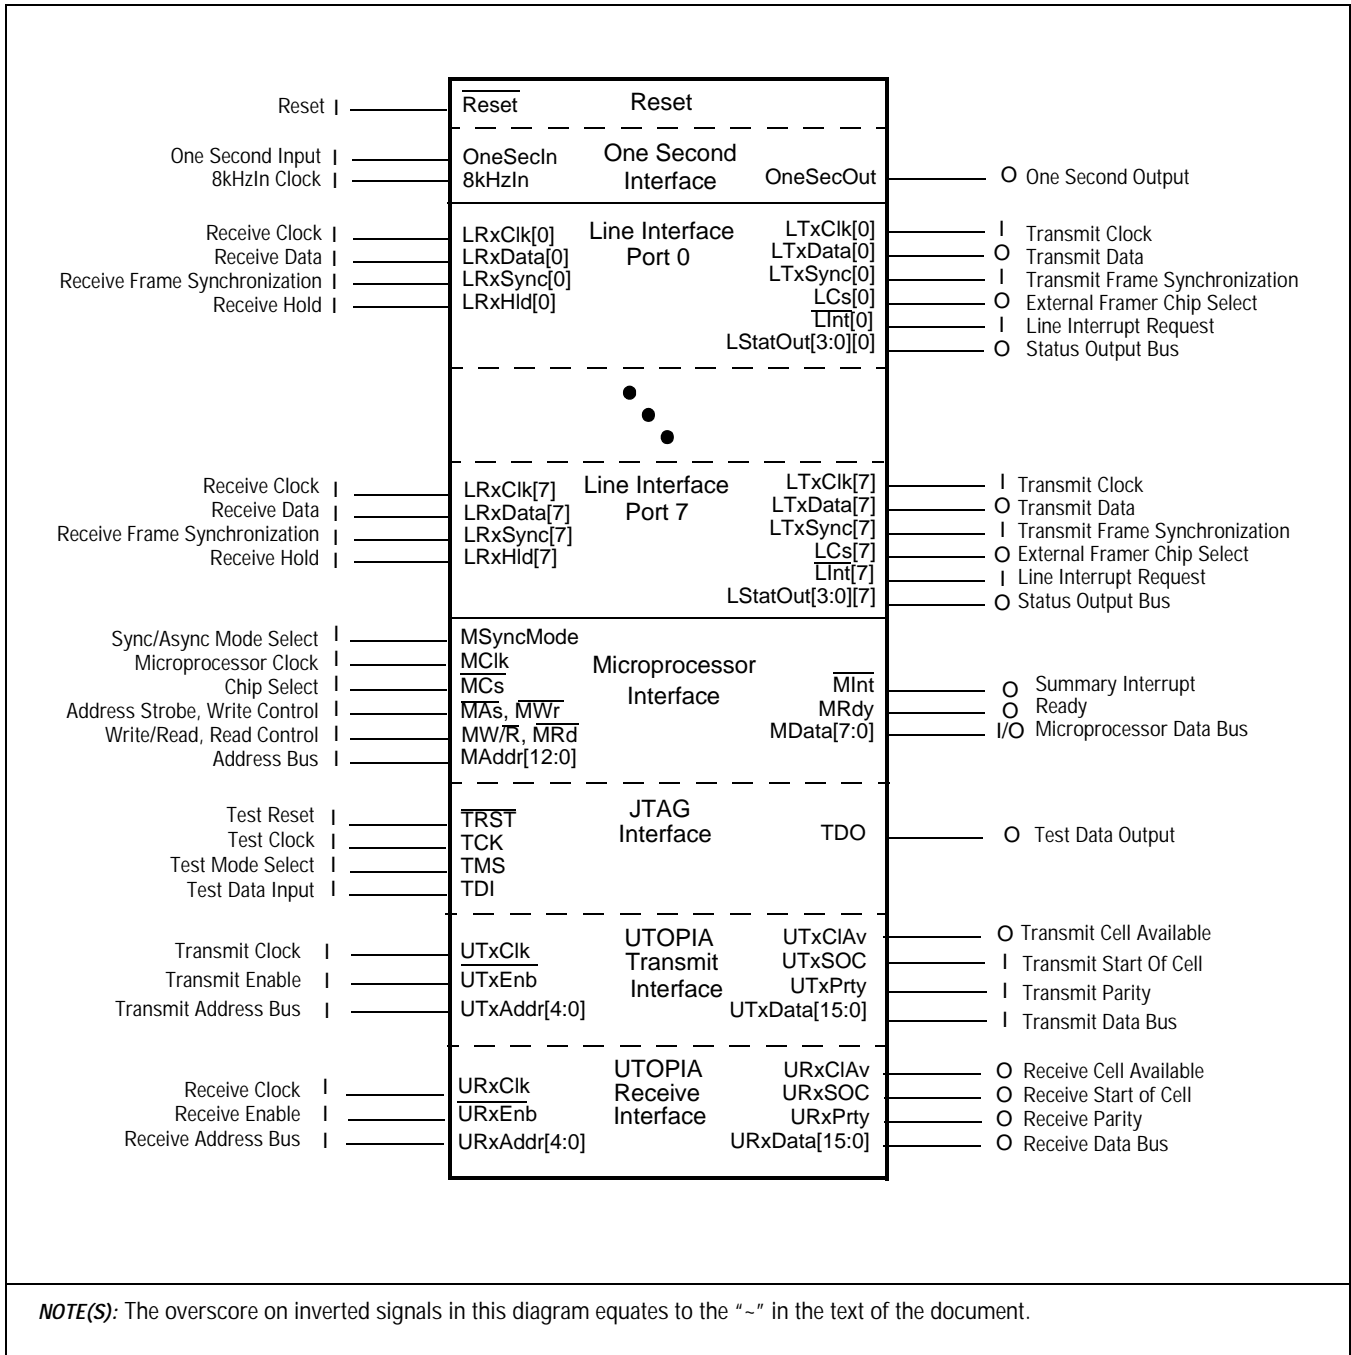 Reset I Reset Reset
One Second Input I OneSecIn One Second
8kHzIn Clock I 8kHzIn Interface OneSecOut O One Second Output
Receive Clock I LRxClk[0] Line Interface LTxClk[0] I Transmit Clock
Receive Data I LRxData[0] Port 0 LTxData[0] O Transmit Data
Receive Frame Synchronization I LRxSync[0] LTxSync[0] I Transmit Frame Synchronization
Receive Hold I LRxHld[0] LCs[0] O External Framer Chip Select
LInt[0] I Line Interrupt Request
LStatOut[3:0][0] O Status Output Bus
Receive Clock I LRxClk[7] Line Interface LTxClk[7] I Transmit Clock
Receive Data I LRxData[7] Port 7 LTxData[7] O Transmit Data
Receive Frame Synchronization I LRxSync[7] LTxSync[7] I Transmit Frame Synchronization
Receive Hold I LRxHld[7] LCs[7] O External Framer Chip Select
LInt[7] I Line Interrupt Request
LStatOut[3:0][7] O Status Output Bus
Sync/Async Mode Select I MSyncMode
Microprocessor Clock I MClk Microprocessor
Chip Select I MCs Interface MInt O Summary Interrupt
Address Strobe, Write Control I MAs, MWr MRdy O Ready
Write/Read, Read Control I MW/R, MRd MData[7:0] I/O Microprocessor Data Bus
Address Bus I MAddr[12:0]
Test Reset I TRST JTAG
Test Clock I TCK Interface TDO O Test Data Output
Test Mode Select I TMS
Test Data Input I TDI
UTOPIA UTxClAv O Transmit Cell Available
Transmit Clock I UTxClk Transmit UTxSOC I Transmit Start Of Cell
Transmit Enable I UTxEnb Interface UTxPrty I Transmit Parity
Transmit Address Bus I UTxAddr[4:0] UTxData[15:0] I Transmit Data Bus
UTOPIA URxClAv O Receive Cell Available
Receive Clock I URxClk Receive URxSOC O Receive Start of Cell
Receive Enable I URxEnb Interface URxPrty O Receive Parity
Receive Address Bus I URxAddr[4:0] URxData[15:0] O Receive Data Bus
NOTE(S): The overscore on inverted signals in this diagram equates to the “~” in the text of the document.